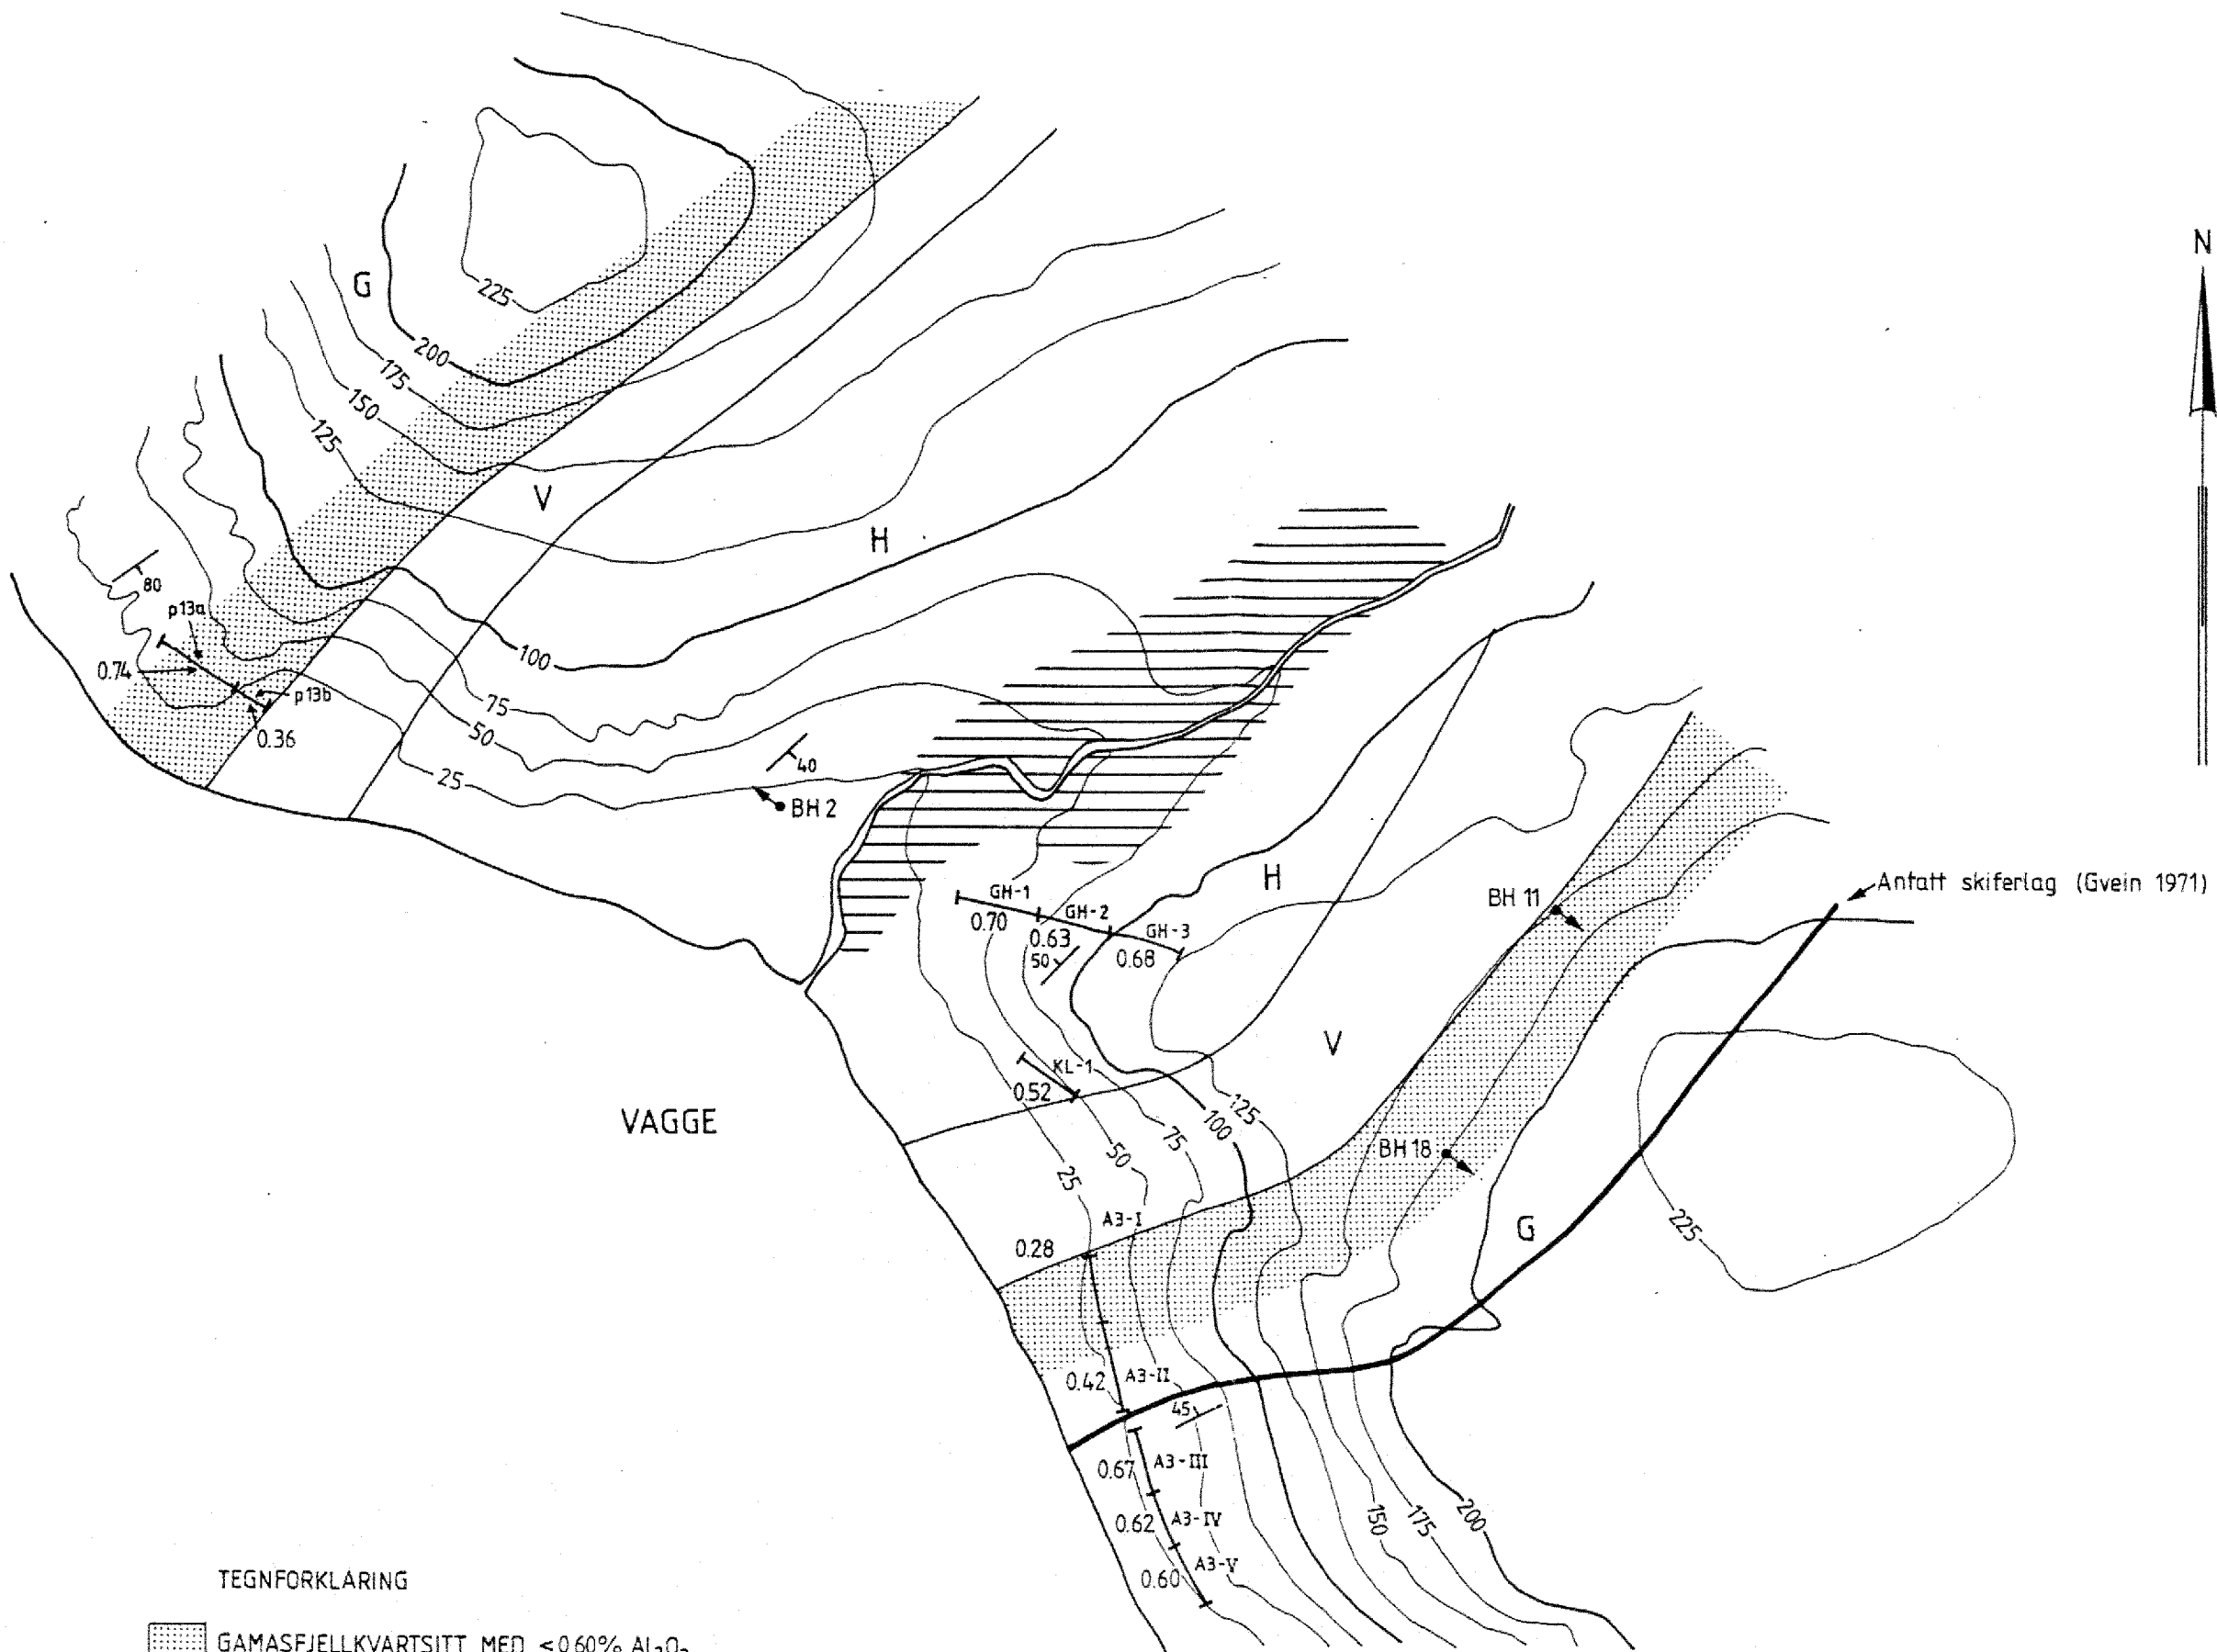 N
G
225
200
175
150
125
V
H
80
p13a
0.74
p13b
0.36
100
75
50
25
40
BH 2
GH-1
0.70
GH-2
0.63
GH-3
0.68
50
H
BH 11
Antatt skiferlag (Gvein 1971)
V
KL-1
0.52
VAGGE
125
100
75
50
25
BH 18
A3-I
0.28
G
225
0.42
A3-II
45
0.67
A3-III
0.62
A3-IV
0.60
A3-V
150
175
200
TEGNFORKLARING
GAMASFJELLKVARTSITT MED ≤0.60% Al₂O₃